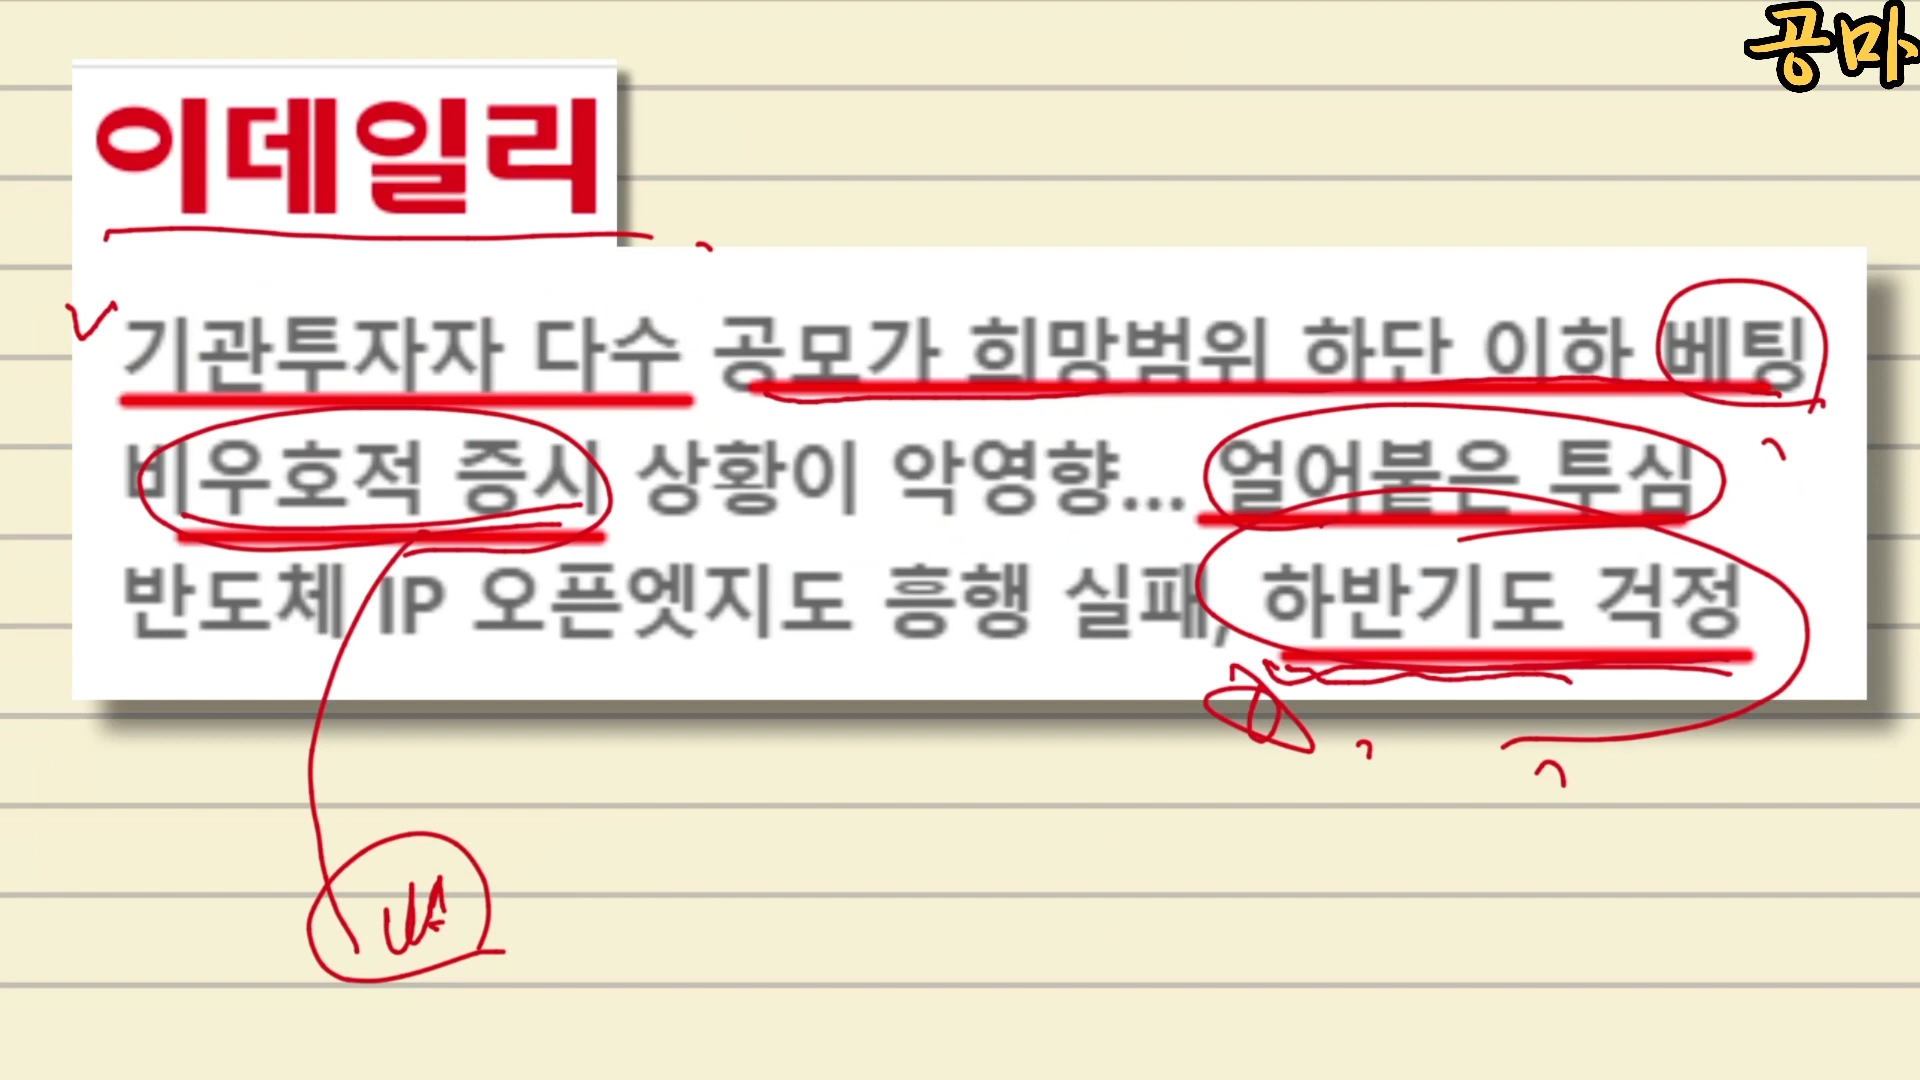 공마
이데일리
기관투자자 다수 공모가 희망범위 하단 이하 베팅
비우호적 증시 상황이 악영향... 얼어붙은 투심
반도체 IP 오픈엣지도 흥행 실패, 하반기도 걱정